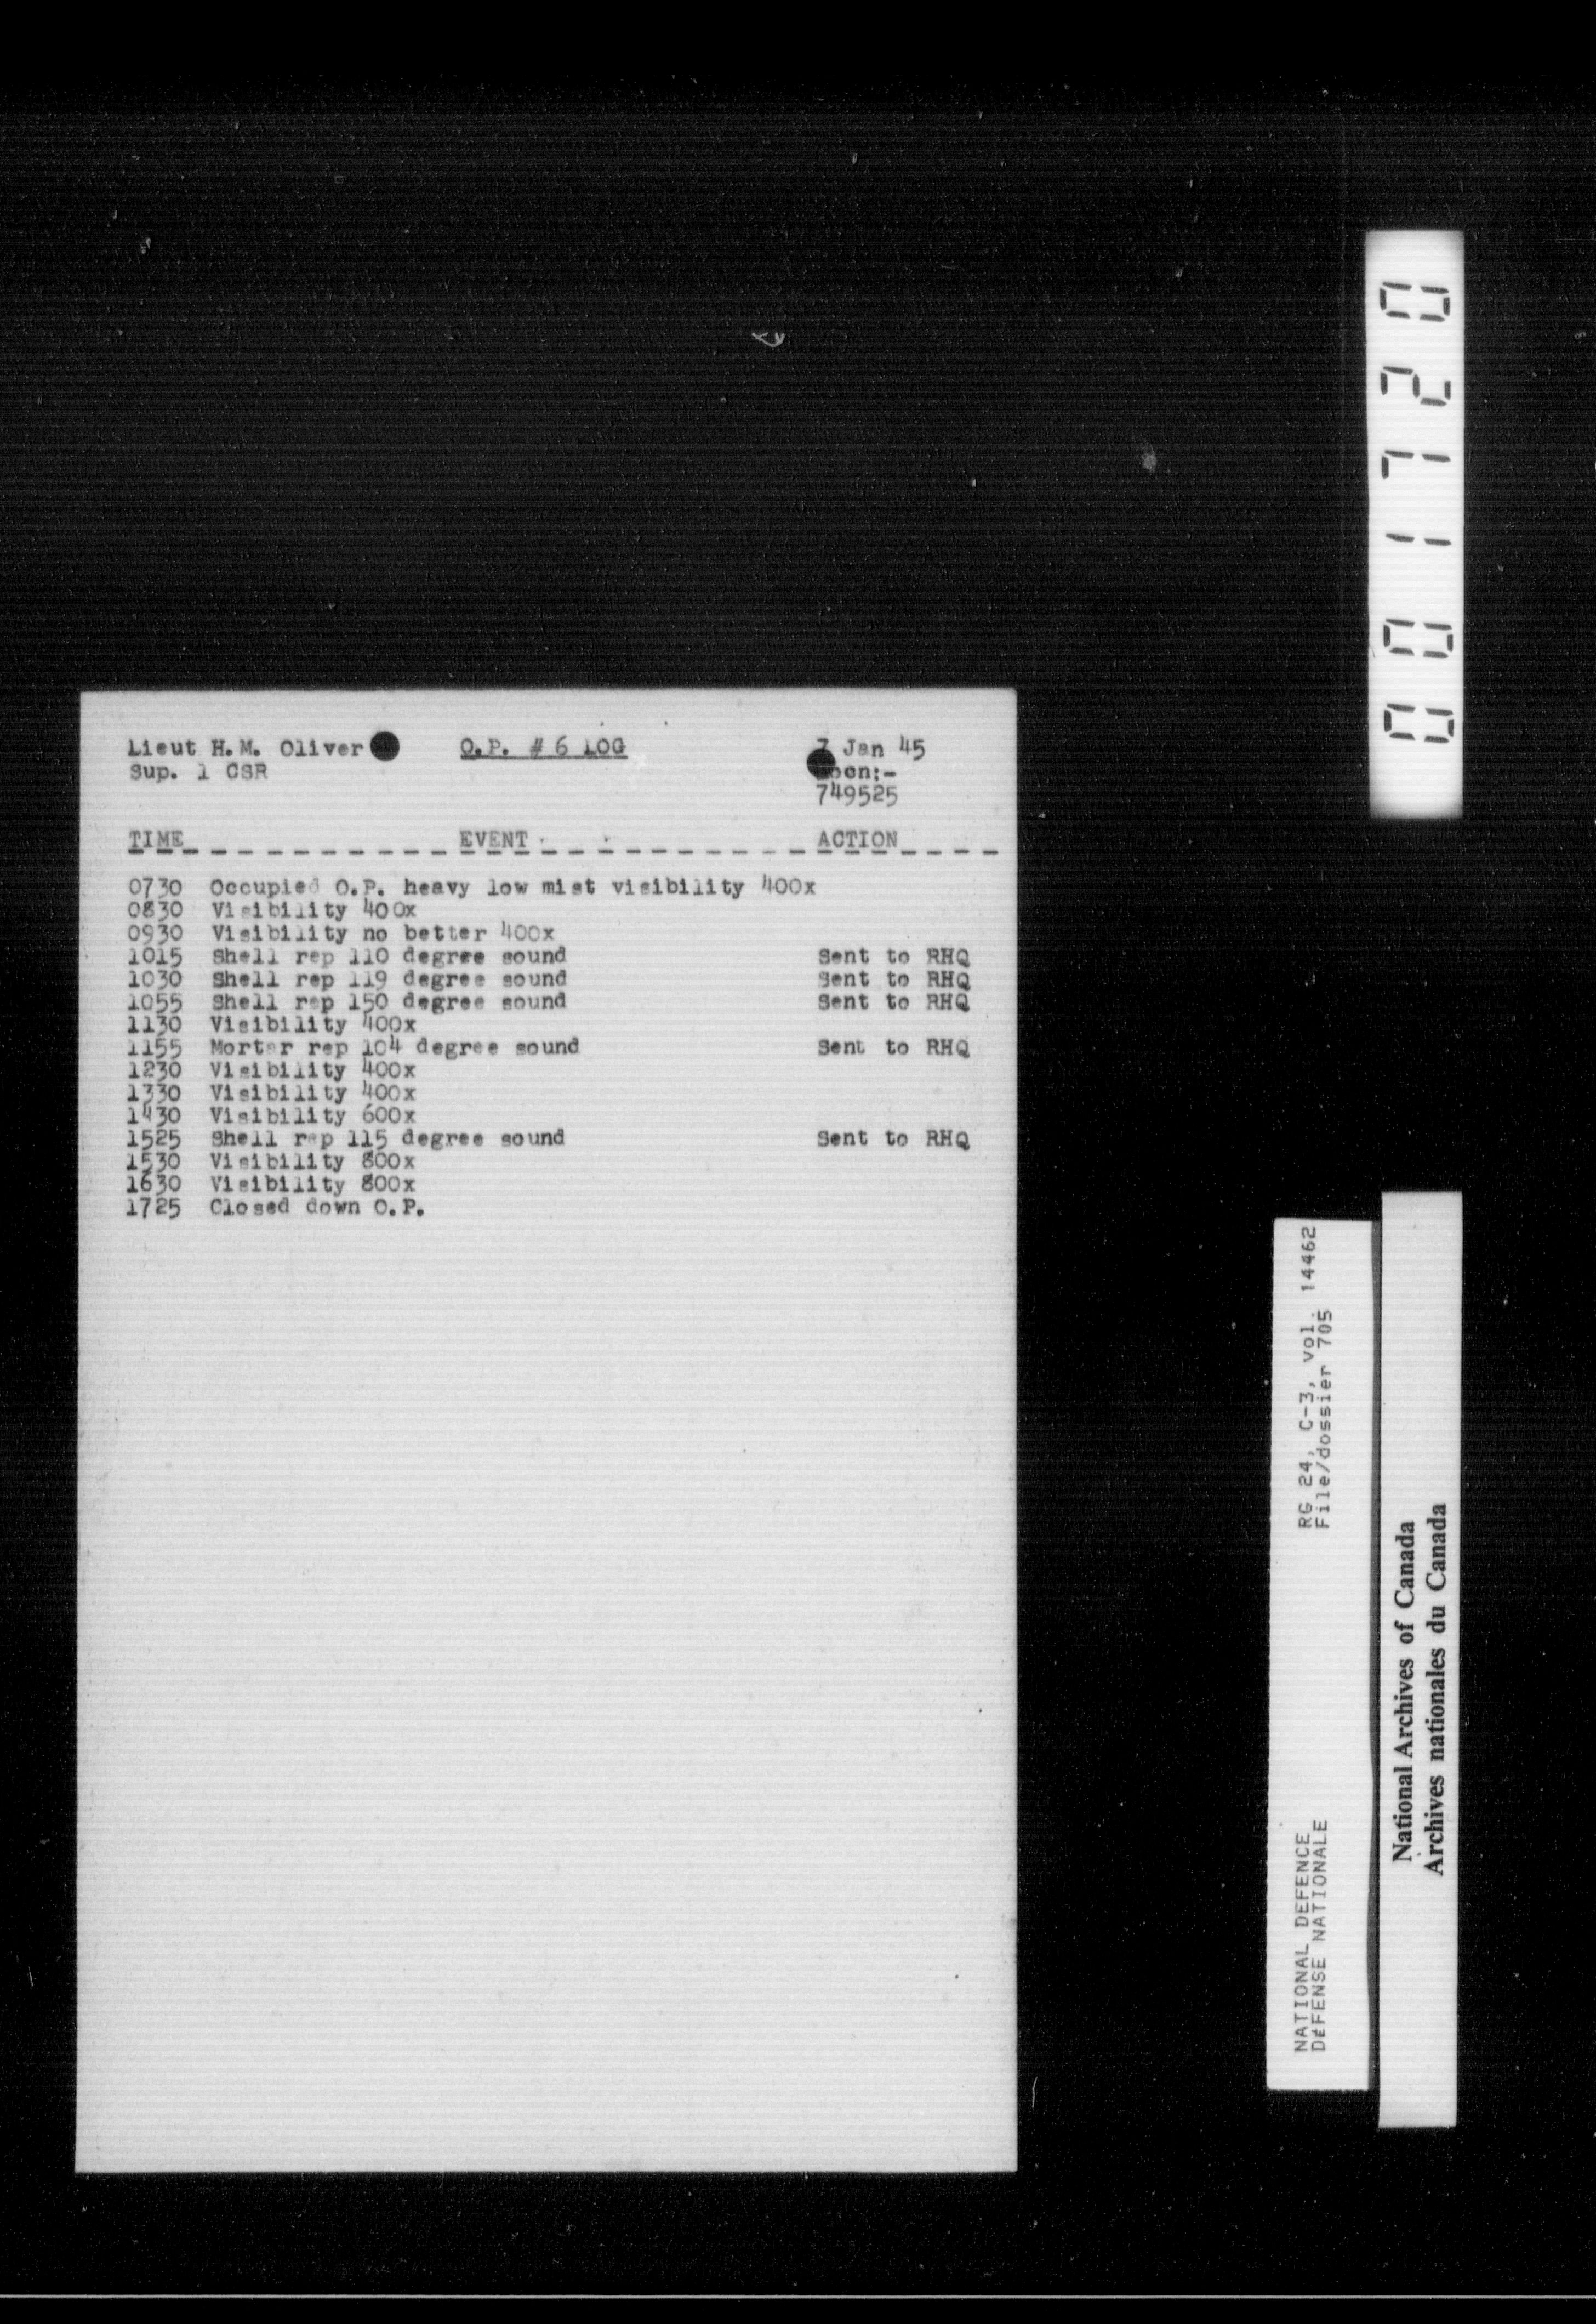 Lieut H.M. Oliver O.P. # 6 LOG 7 Jan 45
Sup. 1 CSR
749525
TIME EVENT ACTION
0730 Occupied O.P. heavy low mist visibility 400x
0830 Visibility 400x
0930 Visibility no better 400x
1015 Shell rep 110 degree sound Sent to RHQ
1030 Shell rep 119 degree sound Sent to RHQ
1055 Shell rep 150 degree sound Sent to RHQ
1130 Visibility 400x
1155 Mortar rep 104 degree sound Sent to RHQ
1230 Visibility 400x
1330 Visibility 400x
1430 Visibility 600x
1525 Shell rep 115 degree sound Sent to RHQ
1530 Visibility 800x
1630 Visibility 800x
1725 Closed down O.P.
001720
NATIONAL DEFENCE RG 24, C-3, vol. 14462
DÉFENSE NATIONALE File/dossier 705
National Archives of Canada
Archives nationales du Canada